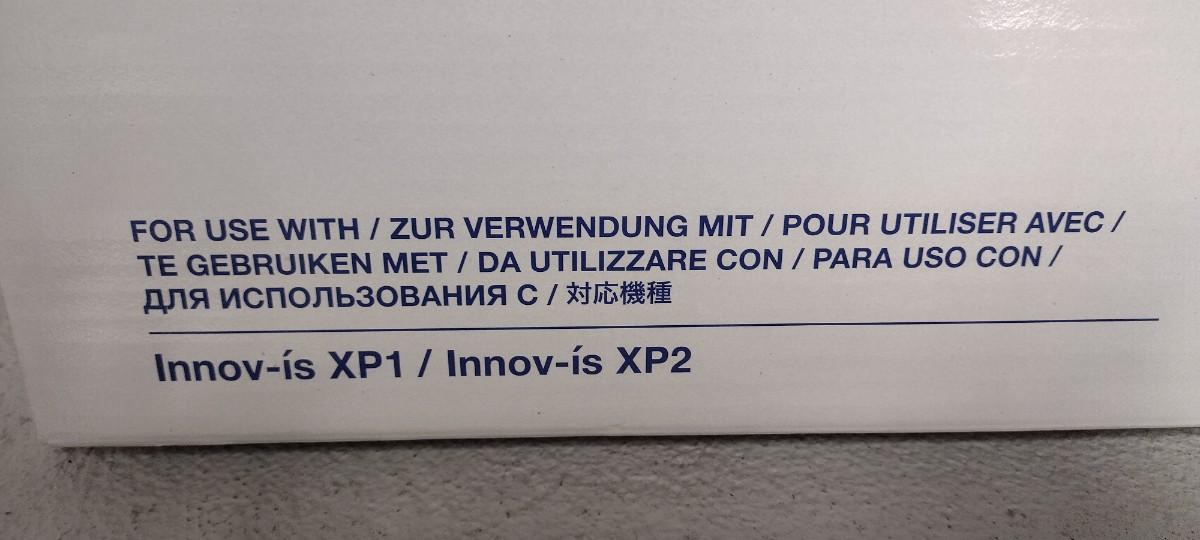 FOR USE WITH / ZUR VERWENDUNG MIT / POUR UTILISER AVEC /
TE GEBRUIKEN MET / DA UTILIZZARE CON / PARA USO CON /
ДЛЯ ИСПОЛЬЗОВАНИЯ С / 対応機種
Innov-ís XP1 / Innov-ís XP2